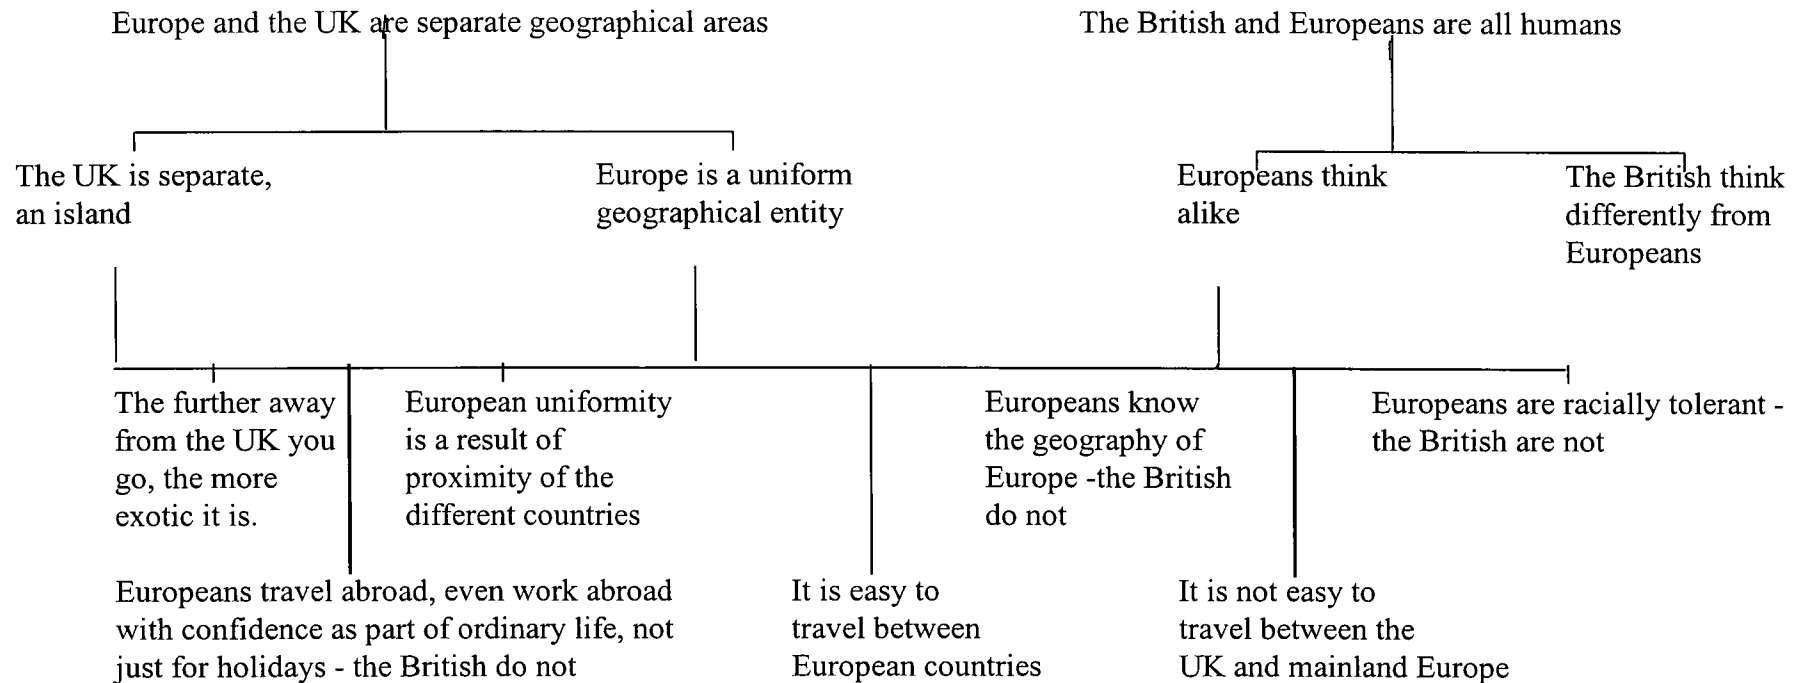 Europe and the UK are separate geographical areas
The British and Europeans are all humans
The UK is separate,
an island
Europe is a uniform
geographical entity
Europeans think
alike
The British think
differently from
Europeans
The further away
from the UK you
go, the more
exotic it is.
European uniformity
is a result of
proximity of the
different countries
Europeans know
the geography of
Europe -the British
do not
Europeans are racially tolerant -
the British are not
Europeans travel abroad, even work abroad
with confidence as part of ordinary life, not
just for holidays - the British do not
It is easy to
travel between
European countries
It is not easy to
travel between the
UK and mainland Europe